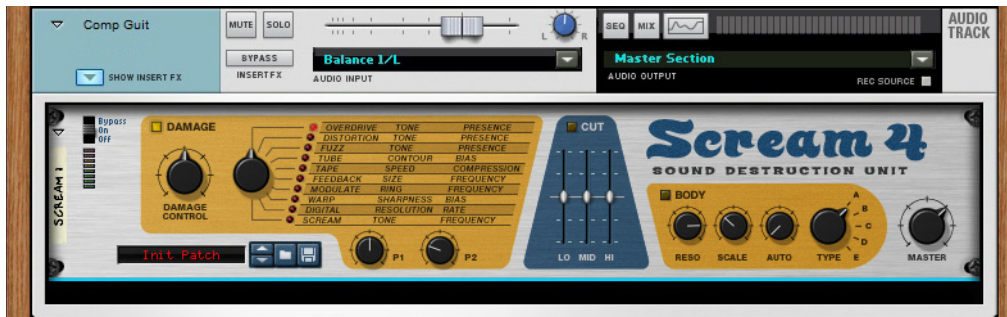 Comp Guit
MUTE SOLO
L R
SEQ MIX
AUDIO
TRACK
BYPASS
INSERT FX
Balance 1/L
AUDIO INPUT
Master Section
AUDIO OUTPUT
REC SOURCE
SHOW INSERT FX
Bypass
On
Off
SCREAM 1
DAMAGE
DAMAGE
CONTROL
OVERDRIVE TONE PRESENCE
DISTORTION TONE PRESENCE
FUZZ TONE PRESENCE
TUBE CONTOUR BIAS
TAPE SPEED COMPRESSION
FEEDBACK SIZE FREQUENCY
MODULATE RING FREQUENCY
WARP SHARPNESS BIAS
DIGITAL RESOLUTION RATE
SCREAM TONE FREQUENCY
Init Patch
P1 P2
CUT
LO MID HI
Scream 4
SOUND DESTRUCTION UNIT
BODY
A
B
C
D
E
RESO SCALE AUTO TYPE
MASTER